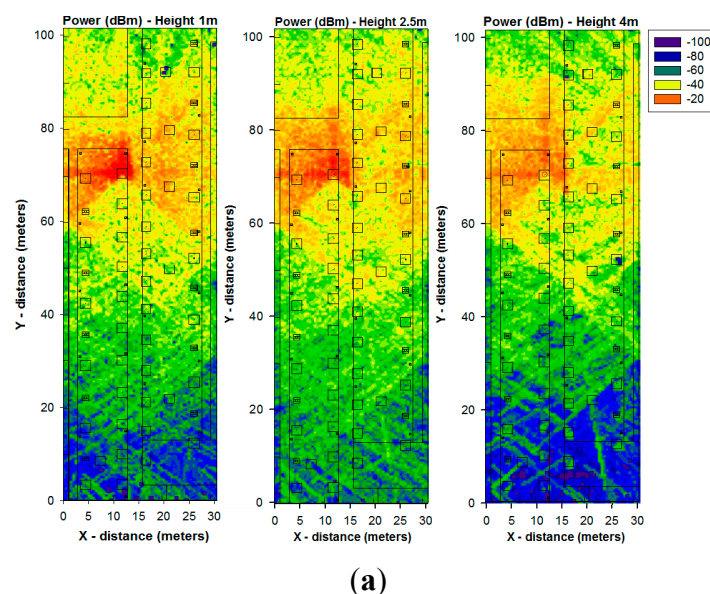 Power (dBm) - Height 1m
Power (dBm) - Height 2.5m
Power (dBm) - Height 4m
-100
-80
-60
-40
-20
Y - distance (meters)
100
80
60
40
20
0
0 5 10 15 20 25 30
X - distance (meters)
Y - distance (meters)
100
80
60
40
20
0
0 5 10 15 20 25 30
X - distance (meters)
Y - distance (meters)
100
80
60
40
20
0
0 5 10 15 20 25 30
X - distance (meters)
(a)